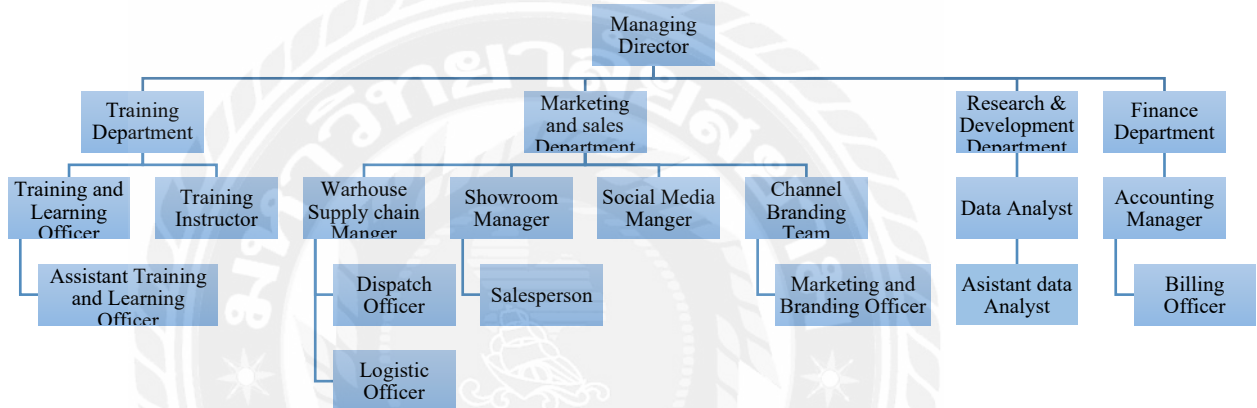 Managing
Director
Training
Department
Marketing
and sales
Department
Research &
Development
Department
Finance
Department
Training and
Learning
Officer
Training
Instructor
Warhouse
Supply chain
Manger
Showroom
Manager
Social Media
Manger
Channel
Branding
Team
Data Analyst
Accounting
Manager
Assistant Training
and Learning
Officer
Dispatch
Officer
Salesperson
Marketing and
Branding Officer
Asistant data
Analyst
Billing
Officer
Logistic
Officer